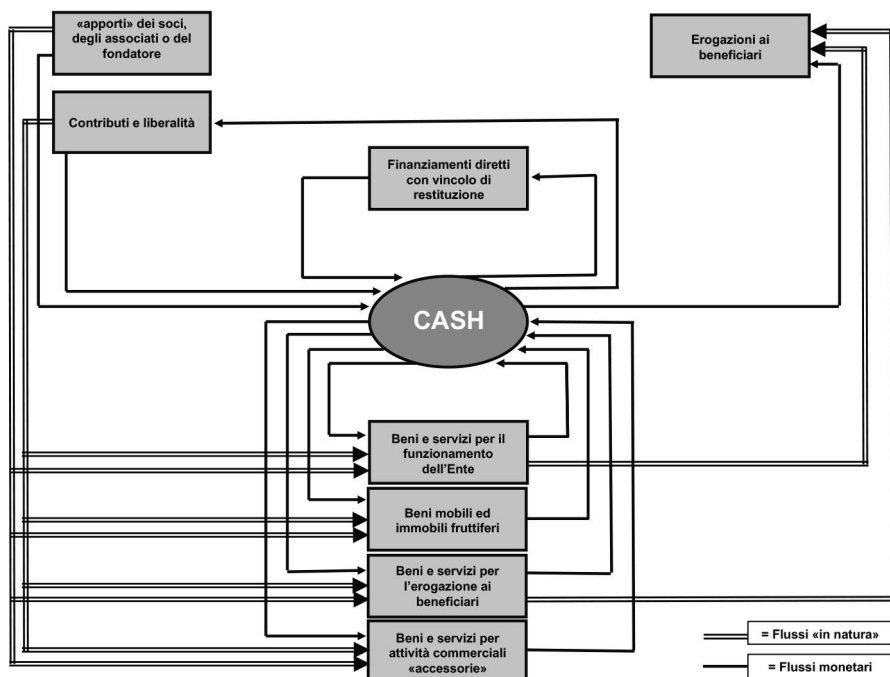 «apporti» dei soci,
degli associati o del
fondatore
Erogazioni ai
beneficiari
Contributi e liberalità
Finanziamenti diretti
con vincolo di
restituzione
CASH
Beni e servizi per il
funzionamento
dell'Ente
Beni mobili ed
immobili fruttiferi
Beni e servizi per
l'erogazione ai
beneficiari
Beni e servizi per
attività commerciali
«accessorie»
= Flussi «in natura»
= Flussi monetari